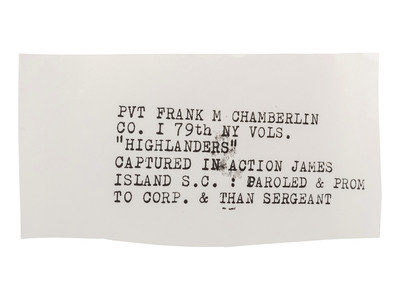 PVT FRANK M CHAMBERLIN
CO. I 79th NY VOLS.
"HIGHLANDERS"
CAPTURED IN ACTION JAMES
ISLAND S.C. : PAROLED & PROM
TO CORP. & THAN SERGEANT